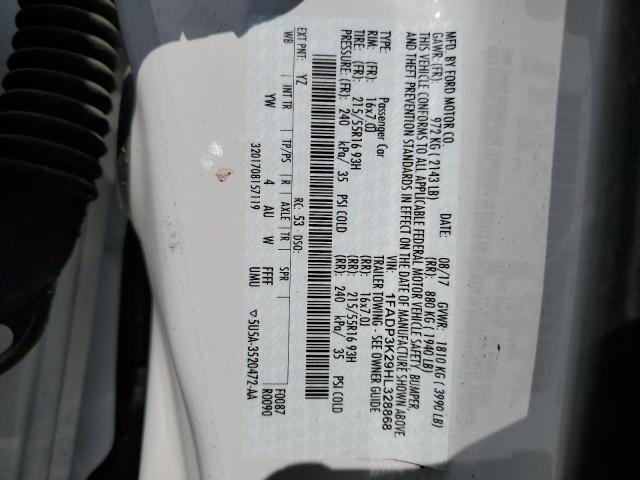 MFD. BY FORD MOTOR CO.
DATE: 08/17 GVWR: 1810 KG ( 3990 LB)
GAWR: (FR): 972 KG ( 2143 LB) (RR): 880 KG ( 1940 LB)
THIS VEHICLE CONFORMS TO ALL APPLICABLE FEDERAL MOTOR VEHICLE SAFETY BUMPER,
AND THEFT PREVENTION STANDARDS IN EFFECT ON THE DATE OF MANUFACTURE SHOWN ABOVE.
VIN: 1FADP3K29HL328868
TYPE: Passenger Car TRAILER TOWING - SEE OWNER GUIDE
RIM: (FR): 16x7.0J (RR): 16x7.0J
TIRE: (FR): 215/55R16 93H (RR): 215/55R16 93H
PRESSURE: (FR): 240 kPa/ 35 PSI COLD (RR): 240 kPa/ 35 PSI COLD
F0087
EXT PNT: YZ RC: 53 DSO: R0090
WB INT TR TP/PS R AXLE TR SPR
YW 4 AU W FFFF UMU
3201708157119 5U5A-3520472-AA